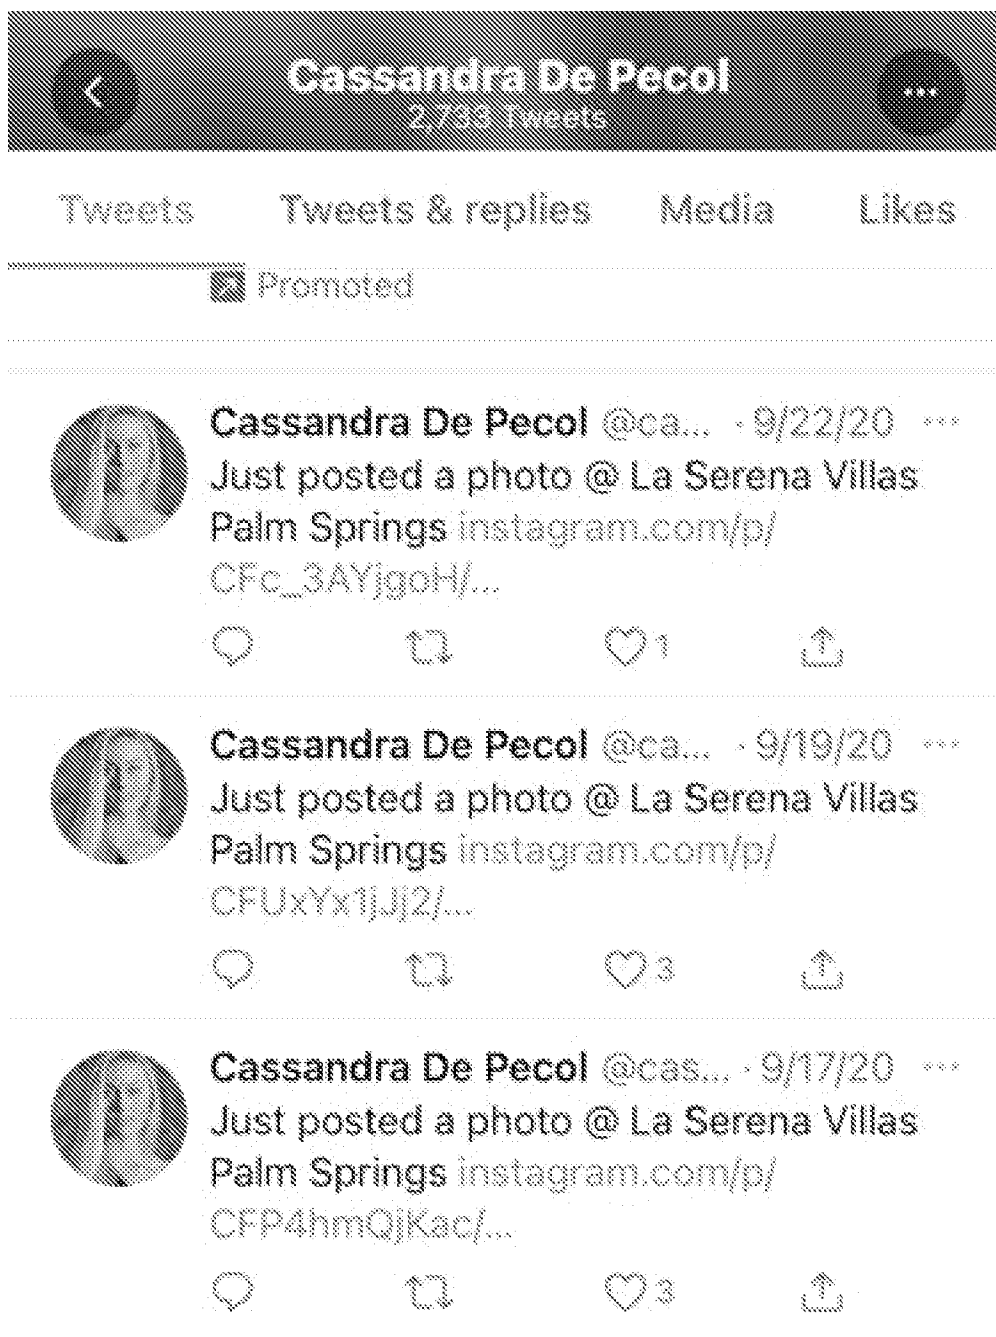 Cassandra De Pecol
2,733 Tweets
Tweets Tweets & replies Media Likes
Promoted
Cassandra De Pecol @ca... · 9/22/20 ···
Just posted a photo @ La Serena Villas
Palm Springs instagram.com/p/
CFc_3AYjgoH/...
1
Cassandra De Pecol @ca... · 9/19/20 ···
Just posted a photo @ La Serena Villas
Palm Springs instagram.com/p/
CFUxYx1jJj2/...
3
Cassandra De Pecol @cas... · 9/17/20 ···
Just posted a photo @ La Serena Villas
Palm Springs instagram.com/p/
CFP4hmQjKac/...
3